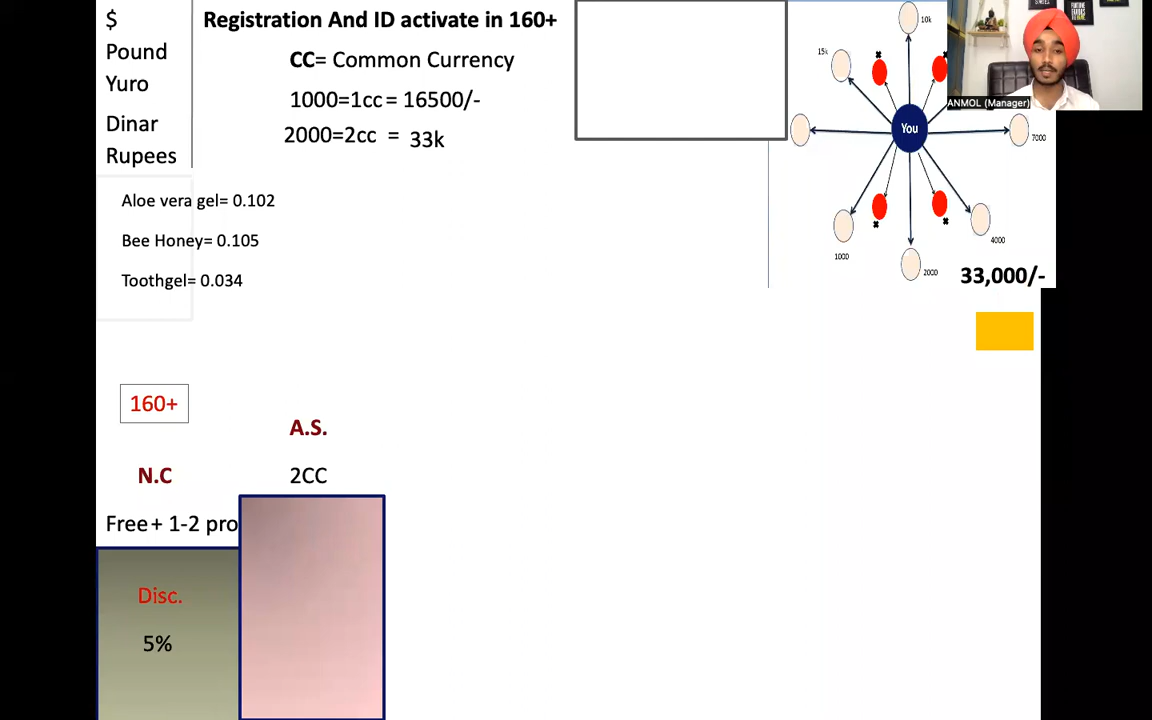 $
Pound
Yuro
Dinar
Rupees
Registration And ID activate in 160+
CC= Common Currency
1000=1cc = 16500/-
2000=2cc = 33k
Aloe vera gel= 0.102
Bee Honey= 0.105
Toothgel= 0.034
10k
15k
You
7000
4000
1000
2000
33,000/-
ANMOL (Manager)
160+
A.S.
N.C
2CC
Free+ 1-2 pro
Disc.
5%